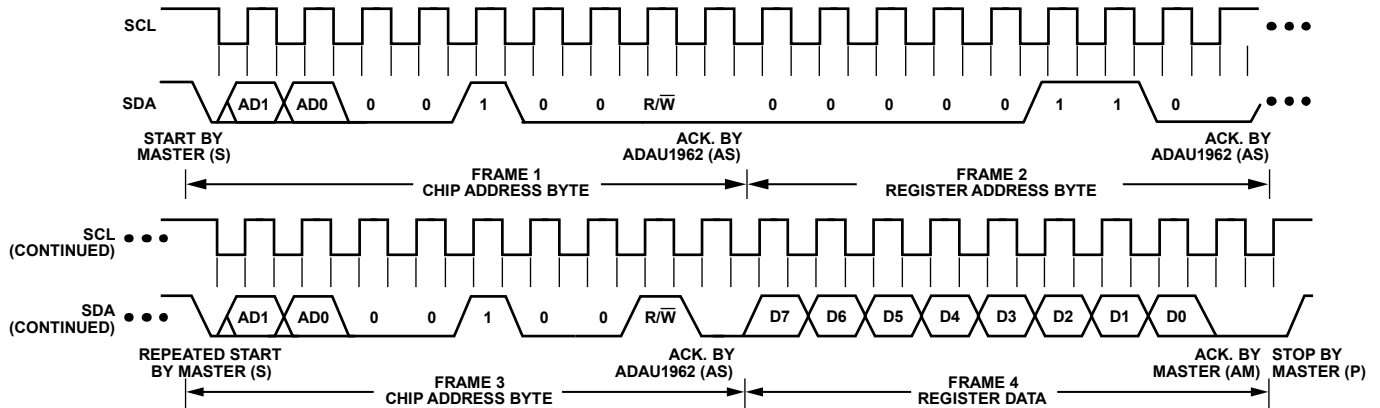 SCL
SDA AD1 AD0 0 0 1 0 0 R/W̅ 0 0 0 0 0 1 1 0
START BY
MASTER (S)
ACK. BY
ADAU1962 (AS)
ACK. BY
ADAU1962 (AS)
FRAME 1
CHIP ADDRESS BYTE
FRAME 2
REGISTER ADDRESS BYTE
SCL
(CONTINUED)
SDA
(CONTINUED)
AD1 AD0 0 0 1 0 0 R/W̅ D7 D6 D5 D4 D3 D2 D1 D0
REPEATED START
BY MASTER (S)
ACK. BY
ADAU1962 (AS)
ACK. BY
MASTER (AM)
STOP BY
MASTER (P)
FRAME 3
CHIP ADDRESS BYTE
FRAME 4
REGISTER DATA